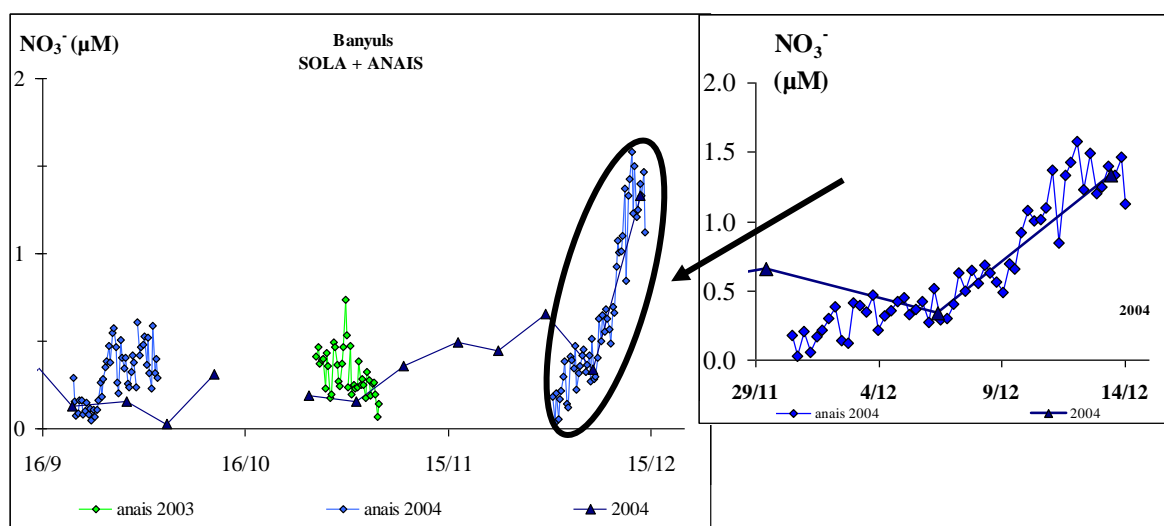 NO₃⁻ (µM)
Banyuls
SOLA + ANAIS
2
1
0
16/9
16/10
15/11
15/12
anais 2003
anais 2004
2004
NO₃⁻
(µM)
2.0
1.5
1.0
0.5
0.0
29/11
4/12
9/12
14/12
2004
anais 2004
2004